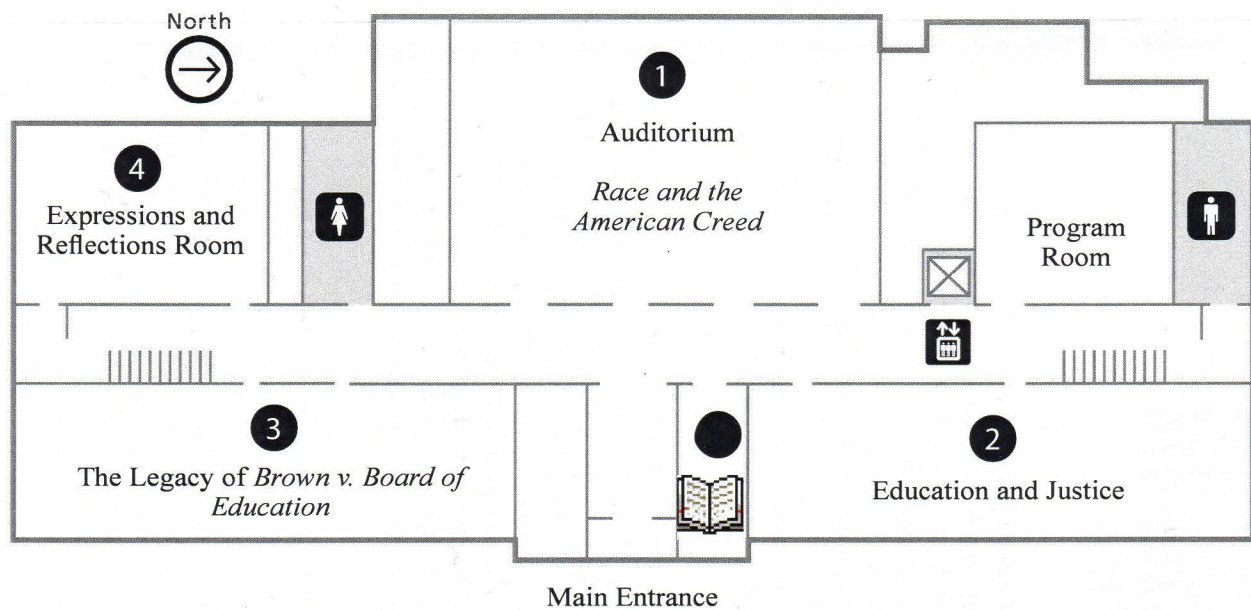 North
1
Auditorium
Race and the
American Creed
4
Expressions and
Reflections Room
Program
Room
3
The Legacy of Brown v. Board of
Education
2
Education and Justice
Main Entrance